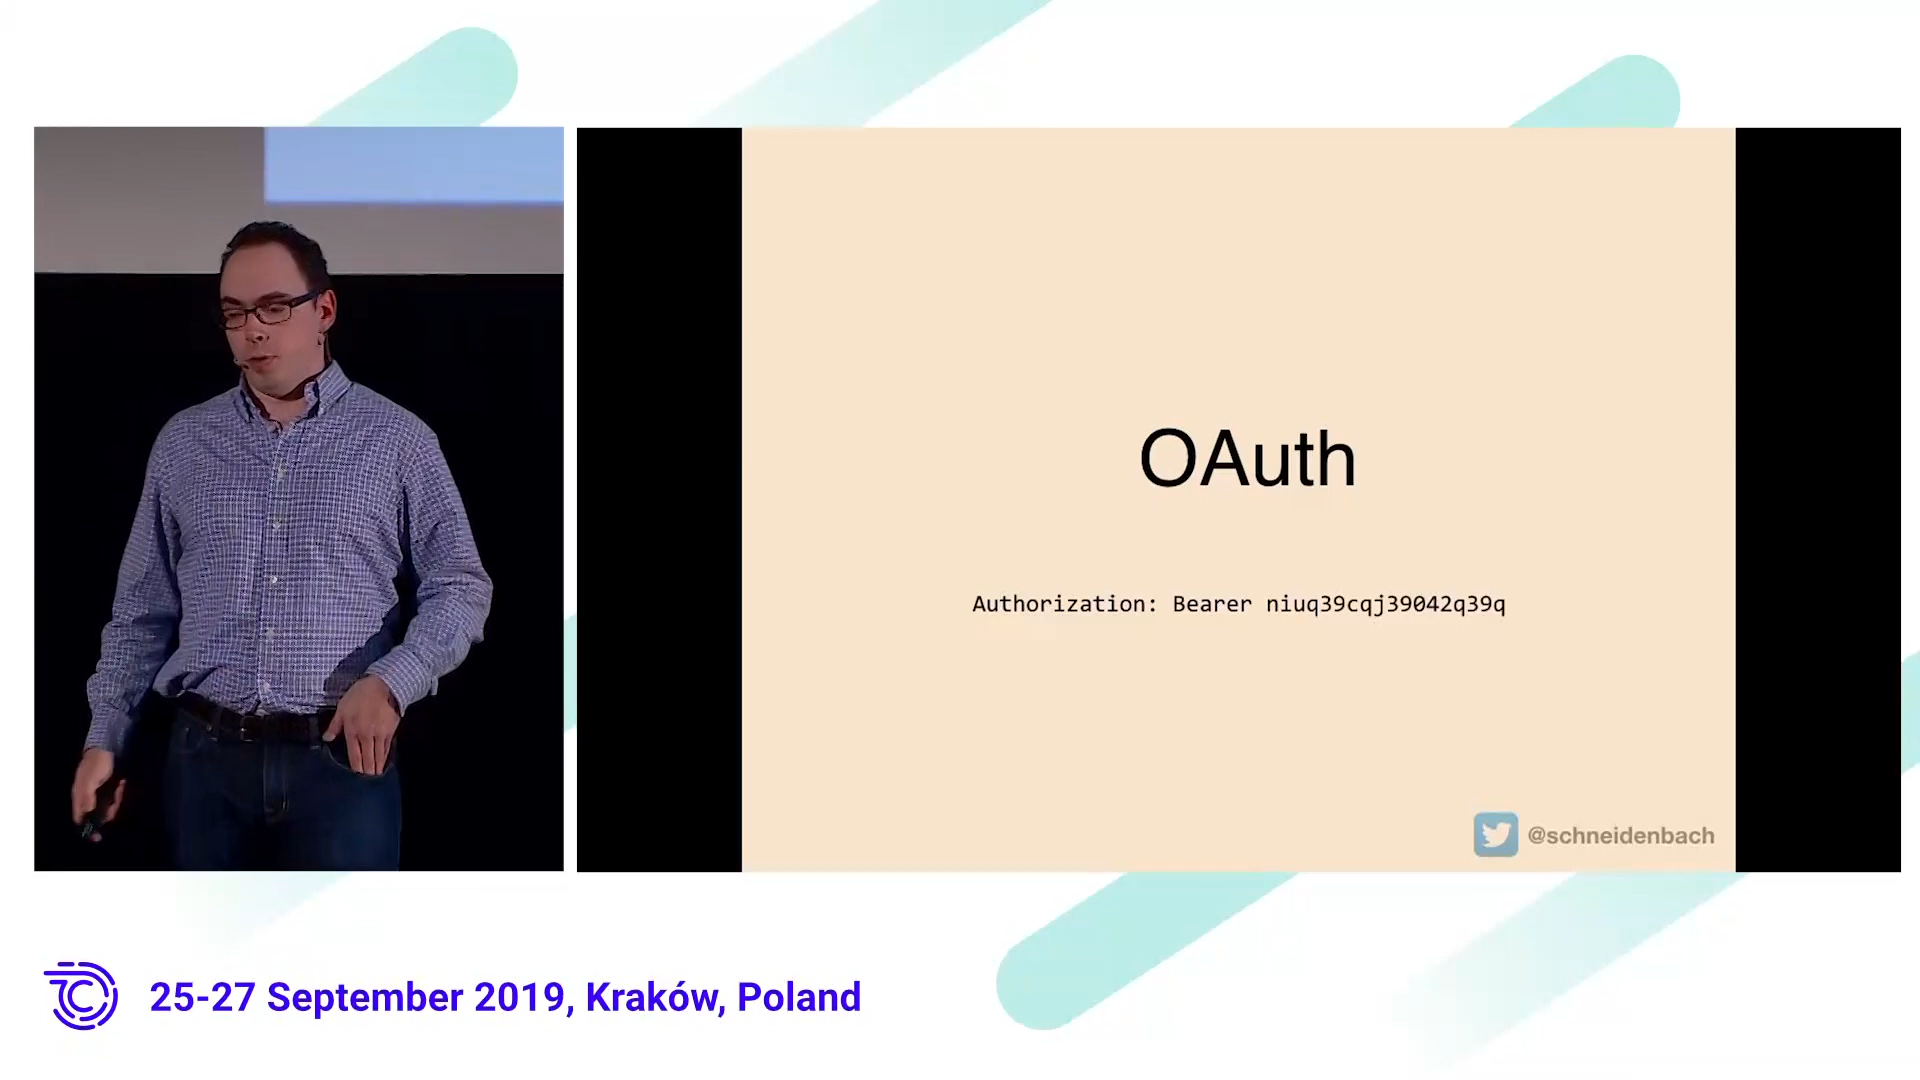 OAuth
Authorization: Bearer niuq39cqj39042q39q
@schneidenbach
25-27 September 2019, Kraków, Poland